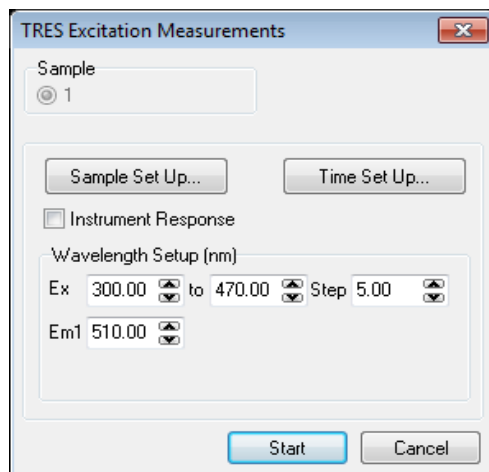 TRES Excitation Measurements
Sample
1
Sample Set Up...
Time Set Up...
Instrument Response
Wavelength Setup (nm)
Ex 300.00 to 470.00 Step 5.00
Em1 510.00
Start
Cancel